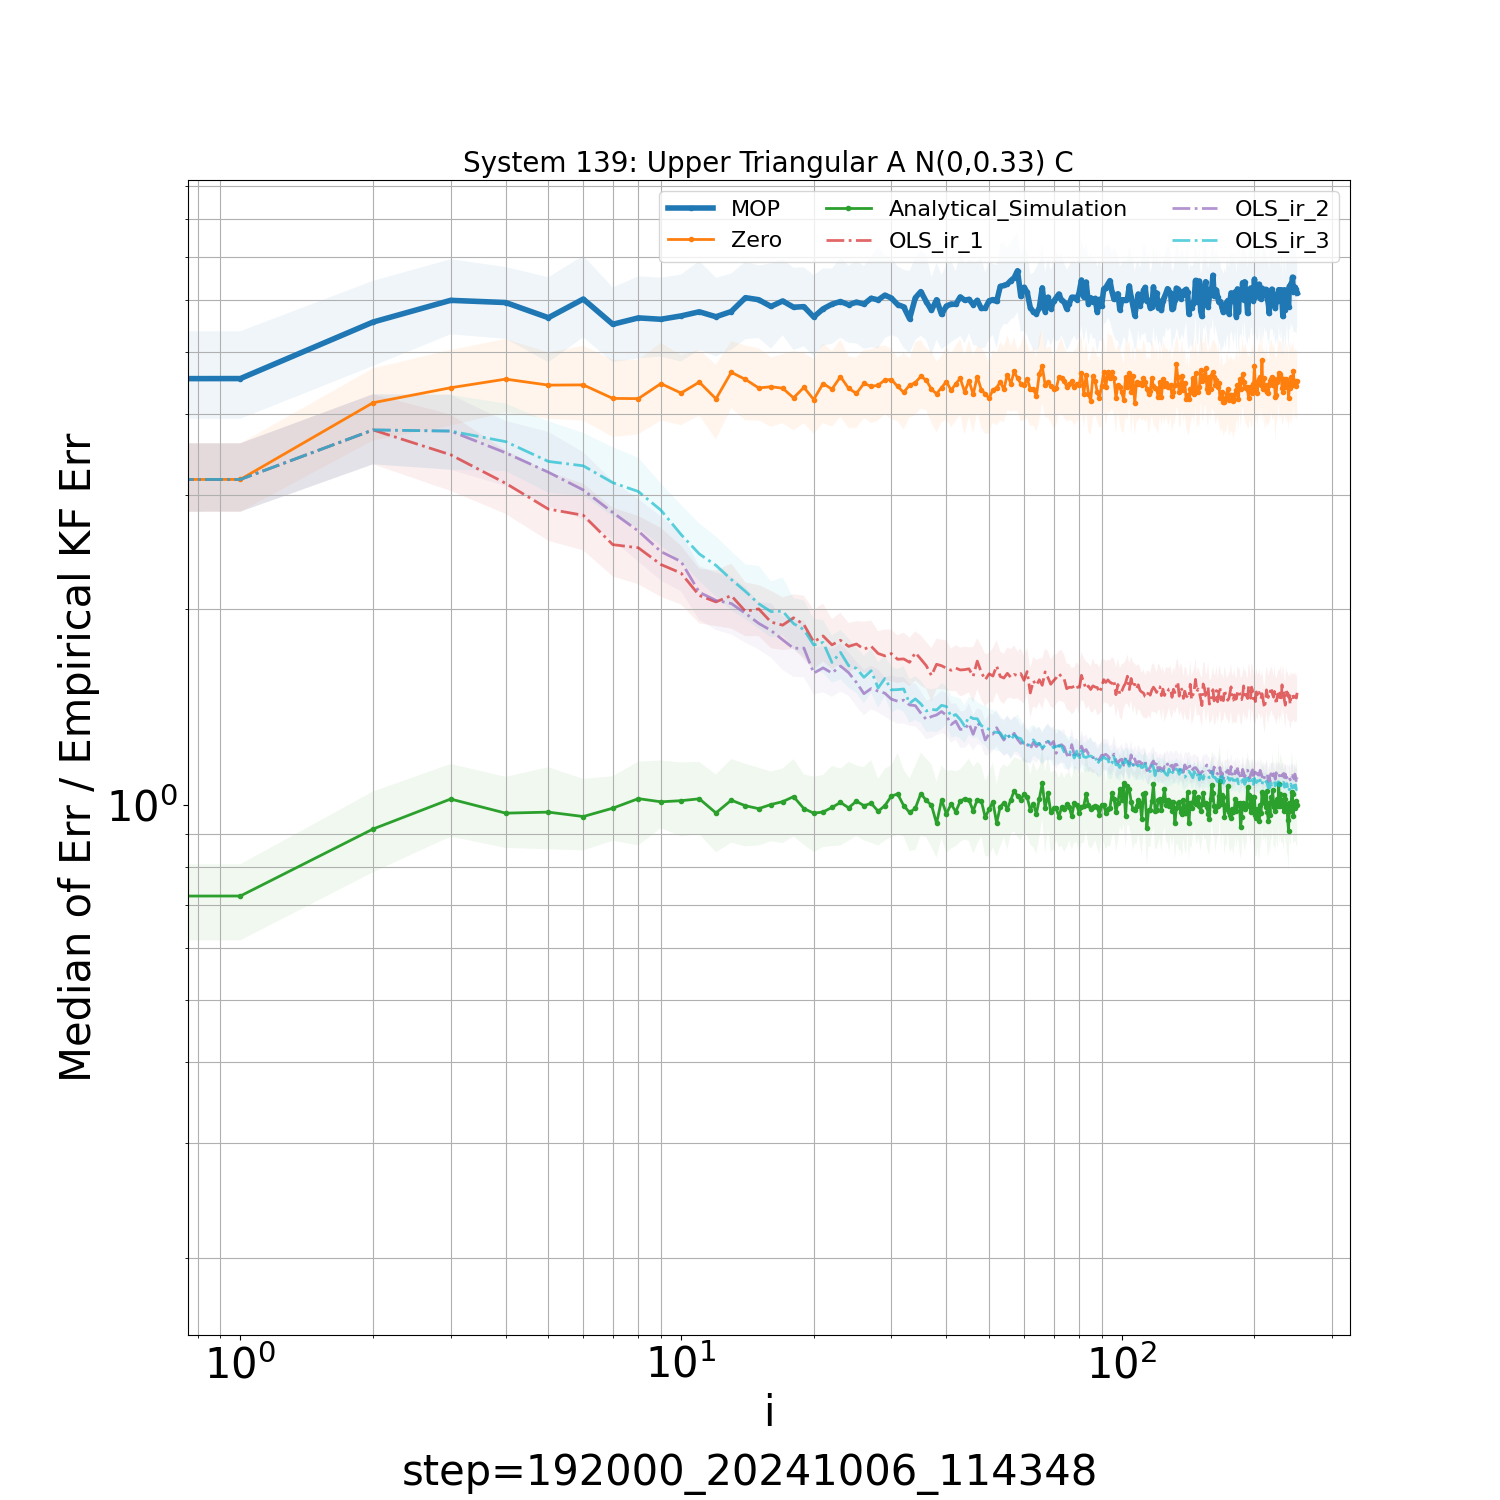 System 139: Upper Triangular A N(0,0.33) C
MOP
Zero
Analytical_Simulation
OLS_ir_1
OLS_ir_2
OLS_ir_3
Median of Err / Empirical KF Err
10⁰
10⁰
10¹
10²
i
step=192000_20241006_114348